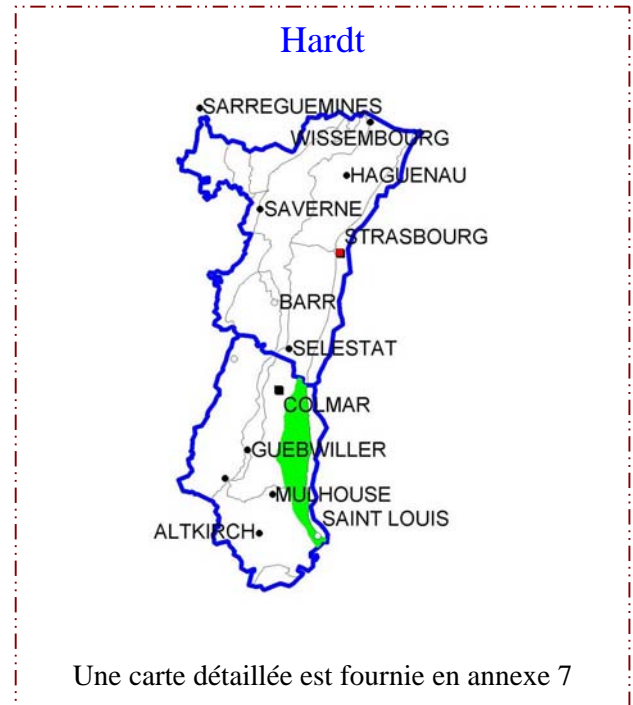 Hardt
SARREGUEMINES
WISSEMBOURG
HAGUENAU
SAVERNE
STRASBOURG
BARR
SELESTAT
COLMAR
GUEBWILLER
MULHOUSE
SAINT LOUIS
ALTKIRCH
Une carte détaillée est fournie en annexe 7